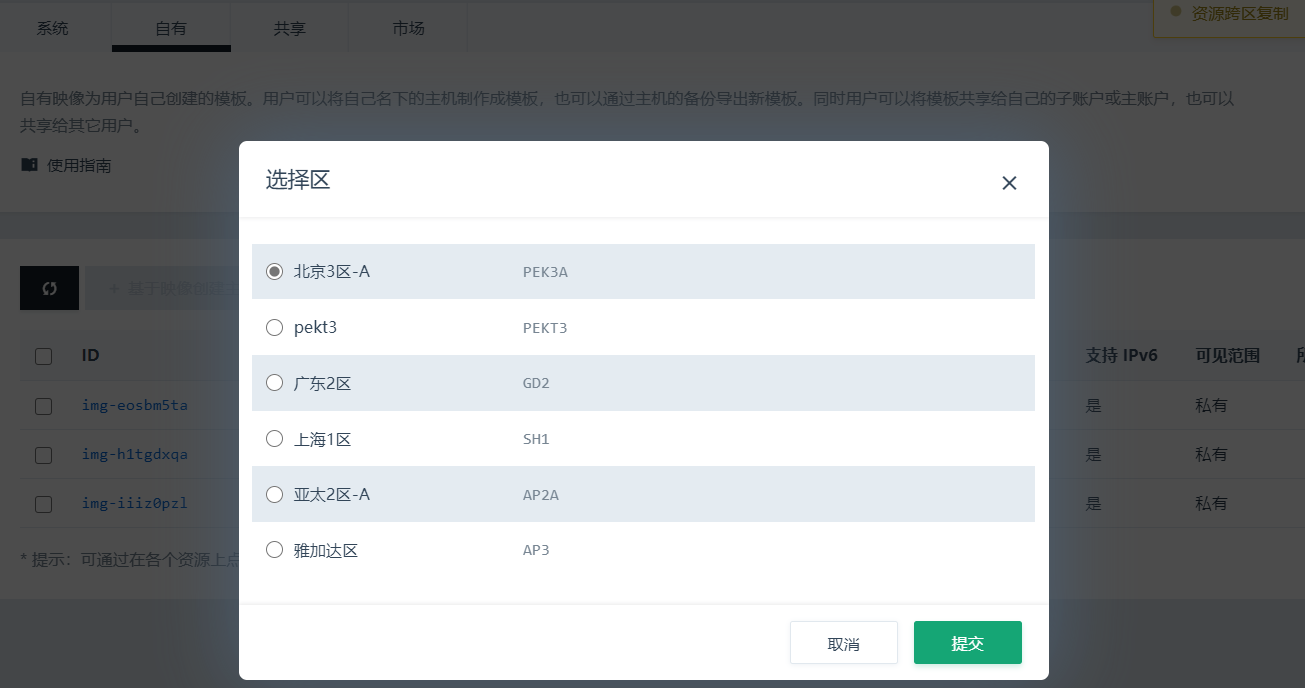 系统
自有
共享
市场
资源跨区复制
自有映像为用户自己创建的模板。用户可以将自己名下的主机制作成模板，也可以通过主机的备份导出新模板。同时用户可以将模板共享给自己的子账户或主账户，也可以
共享给其它用户。
使用指南
选择区
北京3区-A PEK3A
pekt3 PEKT3
广东2区 GD2
上海1区 SH1
亚太2区-A AP2A
雅加达区 AP3
取消
提交
+ 基于映像创建主
ID 支持 IPv6 可见范围
img-eosbm5ta 是 私有
img-h1tgdxqa 是 私有
img-iiiz0pzl 是 私有
* 提示：可通过在各个资源上点